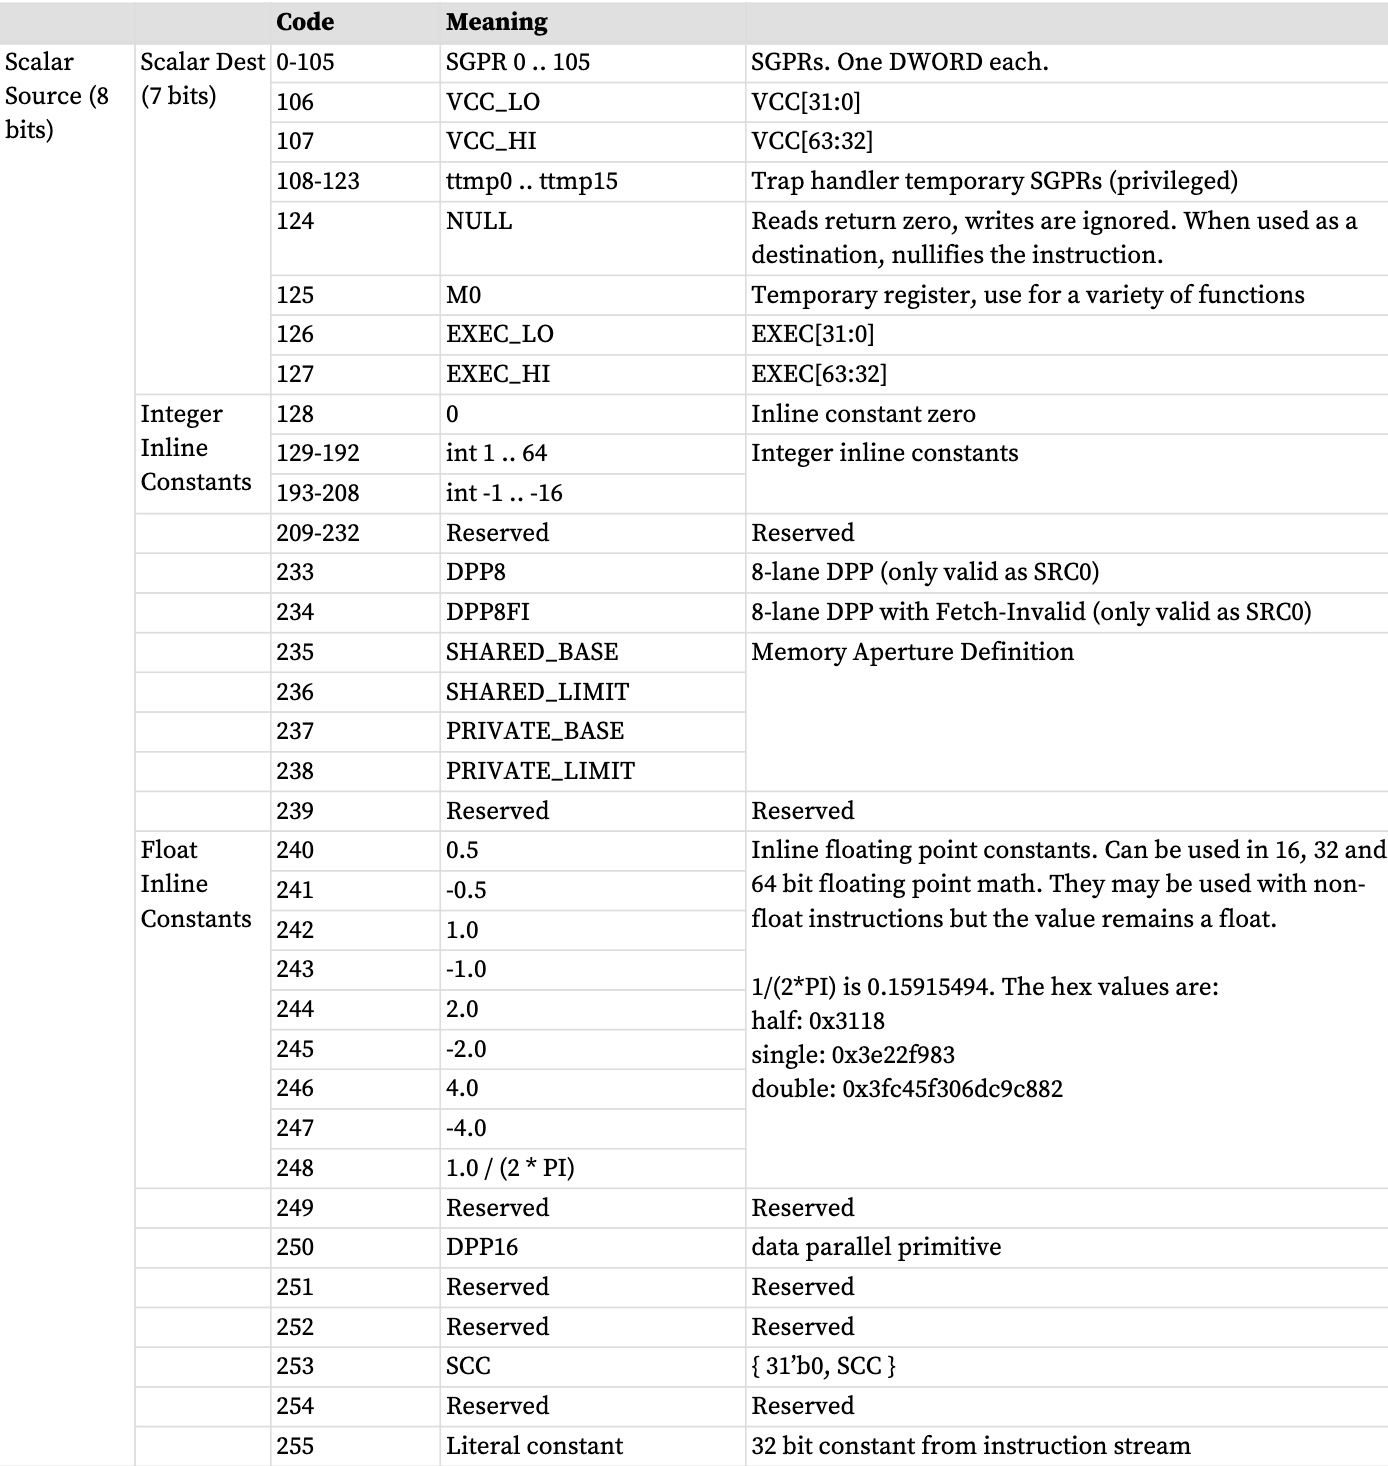 Code Meaning
Scalar Source (8 bits) Scalar Dest (7 bits) 0-105 SGPR 0 .. 105 SGPRs. One DWORD each.
106 VCC_LO VCC[31:0]
107 VCC_HI VCC[63:32]
108-123 ttmp0 .. ttmp15 Trap handler temporary SGPRs (privileged)
124 NULL Reads return zero, writes are ignored. When used as a
destination, nullifies the instruction.
125 M0 Temporary register, use for a variety of functions
126 EXEC_LO EXEC[31:0]
127 EXEC_HI EXEC[63:32]
Integer Inline Constants 128 0 Inline constant zero
129-192 int 1 .. 64 Integer inline constants
193-208 int -1 .. -16
209-232 Reserved Reserved
233 DPP8 8-lane DPP (only valid as SRC0)
234 DPP8FI 8-lane DPP with Fetch-Invalid (only valid as SRC0)
235 SHARED_BASE Memory Aperture Definition
236 SHARED_LIMIT
237 PRIVATE_BASE
238 PRIVATE_LIMIT
239 Reserved Reserved
Float Inline Constants 240 0.5 Inline floating point constants. Can be used in 16, 32 and
241 -0.5 64 bit floating point math. They may be used with non-
242 1.0 float instructions but the value remains a float.
243 -1.0
244 2.0 1/(2*PI) is 0.15915494. The hex values are:
half: 0x3118
245 -2.0 single: 0x3e22f983
246 4.0 double: 0x3fc45f306dc9c882
247 -4.0
248 1.0 / (2 * PI)
249 Reserved Reserved
250 DPP16 data parallel primitive
251 Reserved Reserved
252 Reserved Reserved
253 SCC { 31’b0, SCC }
254 Reserved Reserved
255 Literal constant 32 bit constant from instruction stream